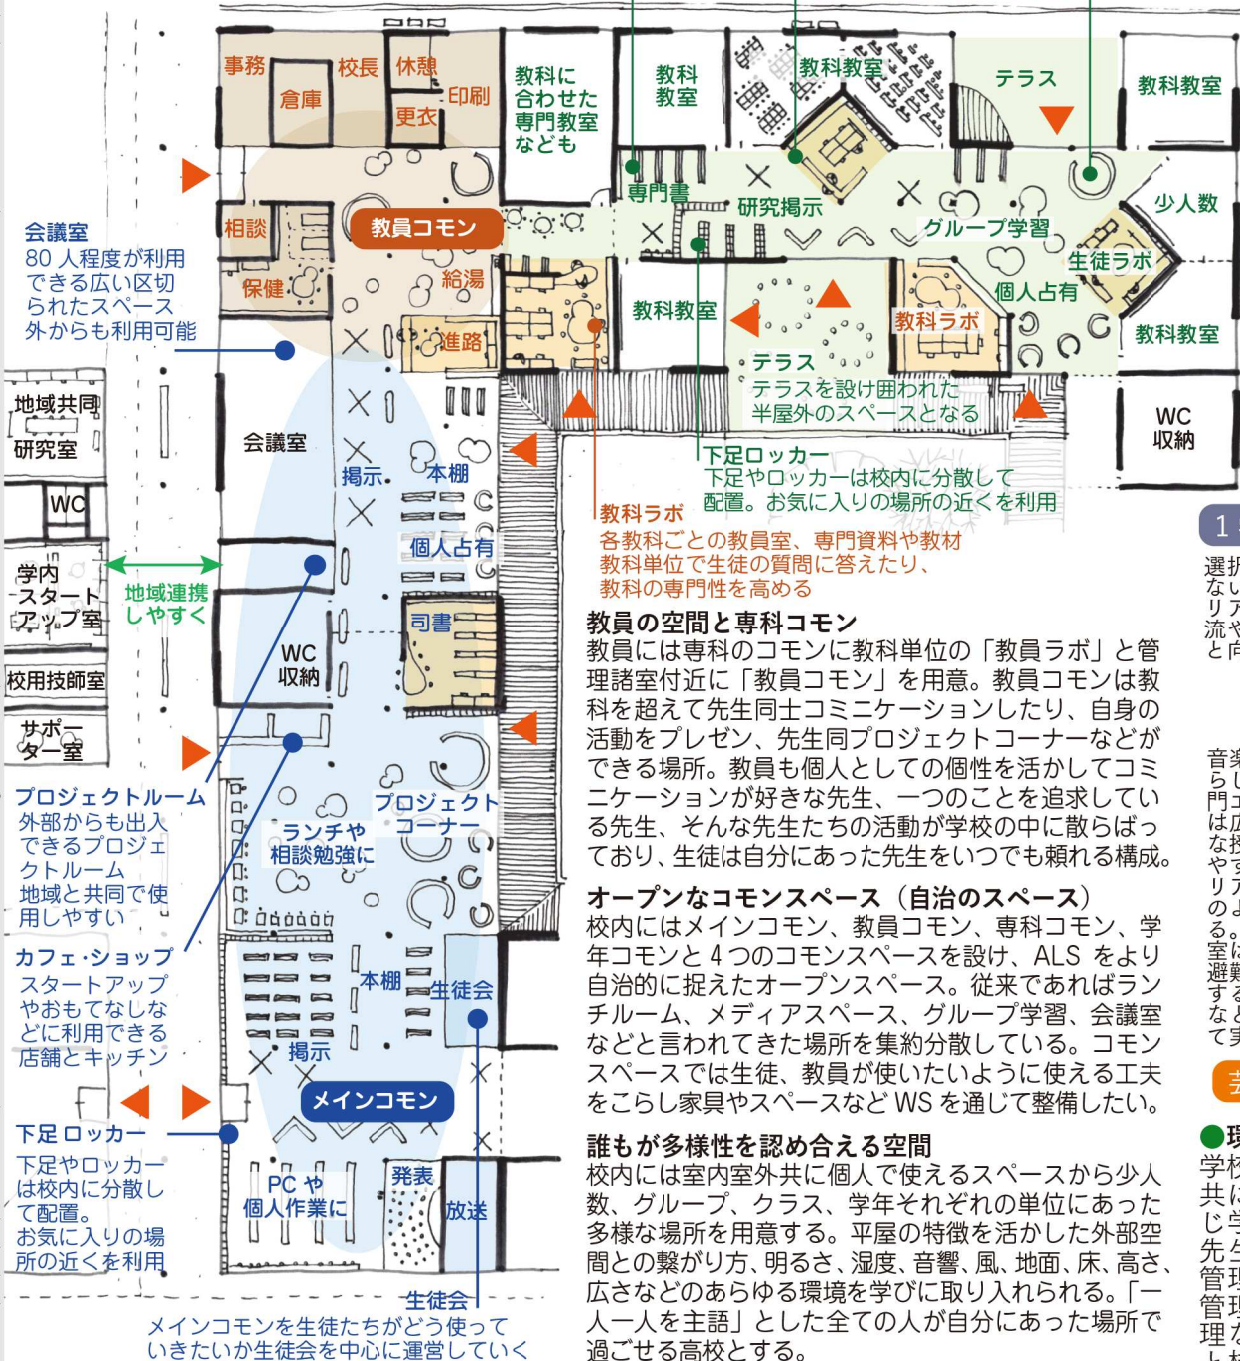 事務
倉庫
校長
休憩
更衣
印刷
教科に
合わせた
専門教室
なども
教科
教室
教科教室
テラス
教科教室
専門書
研究掲示
グループ学習
少人数
生徒ラボ
個人占有
教科教室
教員コモン
相談
保健
給湯
進路
教科教室
教科ラボ
テラス
テラスを設け囲われた
半屋外のスペースとなる
WC
収納
下足ロッカー
下足やロッカーは校内に分散して
配置。お気に入りの場所の近くを利用
教科ラボ
各教科ごとの教員室、専門資料や教材
教科単位で生徒の質問に答えたり、
教科の専門性を高める
会議室
80 人程度が利用
できる広い区切
られたスペース
外からも利用可能
地域共同
研究室
WC
学内
スタート
アップ室
校用技師室
サポー
ター室
地域連携
しやすく
会議室
掲示
本棚
個人占有
司書
WC
収納
プロジェクト
コーナー
ランチや
相談勉強に
本棚
生徒会
掲示
メインコモン
PC や
個人作業に
発表
放送
プロジェクトルーム
外部からも出入
できるプロジェ
クトルーム
地域と共同で使
用しやすい
カフェ・ショップ
スタートアップ
やおもてなしな
どに利用できる
店舗とキッチン
下足ロッカー
下足やロッカー
は校内に分散し
て配置。
お気に入りの場
所の近くを利用
生徒会
メインコモンを生徒たちがどう使って
いきたいか生徒会を中心に運営していく
教員の空間と専科コモン
教員には専科のコモンに教科単位の「教員ラボ」と管
理諸室付近に「教員コモン」を用意。教員コモンは教
科を超えて先生同士コミニケーションしたり、自身の
活動をプレゼン、先生同プロジェクトコーナーなどが
できる場所。教員も個人としての個性を活かしてコミ
ニケーションが好きな先生、一つのことを追求してい
る先生、そんな先生たちの活動が学校の中に散らばっ
ており、生徒は自分にあった先生をいつでも頼れる構成。
オープンなコモンスペース（自治のスペース）
校内にはメインコモン、教員コモン、専科コモン、学
年コモンと４つのコモンスペースを設け、ALS をより
自治的に捉えたオープンスペース。従来であればラン
チルーム、メディアスペース、グループ学習、会議室
などと言われてきた場所を集約分散している。コモン
スペースでは生徒、教員が使いたいように使える工夫
をこらし家具やスペースなど WS を通じて整備したい。
誰もが多様性を認め合える空間
校内には室内室外共に個人で使えるスペースから少人
数、グループ、クラス、学年それぞれの単位にあった
多様な場所を用意する。平屋の特徴を活かした外部空
間との繋がり方、明るさ、湿度、音響、風、地面、床、高さ、
広さなどのあらゆる環境を学びに取り入れられる。「一
人一人を主語」とした全ての人が自分にあった場所で
過ごせる高校とする。
1
選択
ない
リア
流や
と向
音楽
らし
門エ
は広
な授
やす
リア
のよ
る。
室は
避難
する
など
て実
学校
共に
じ学
先生
管理
管理
理な